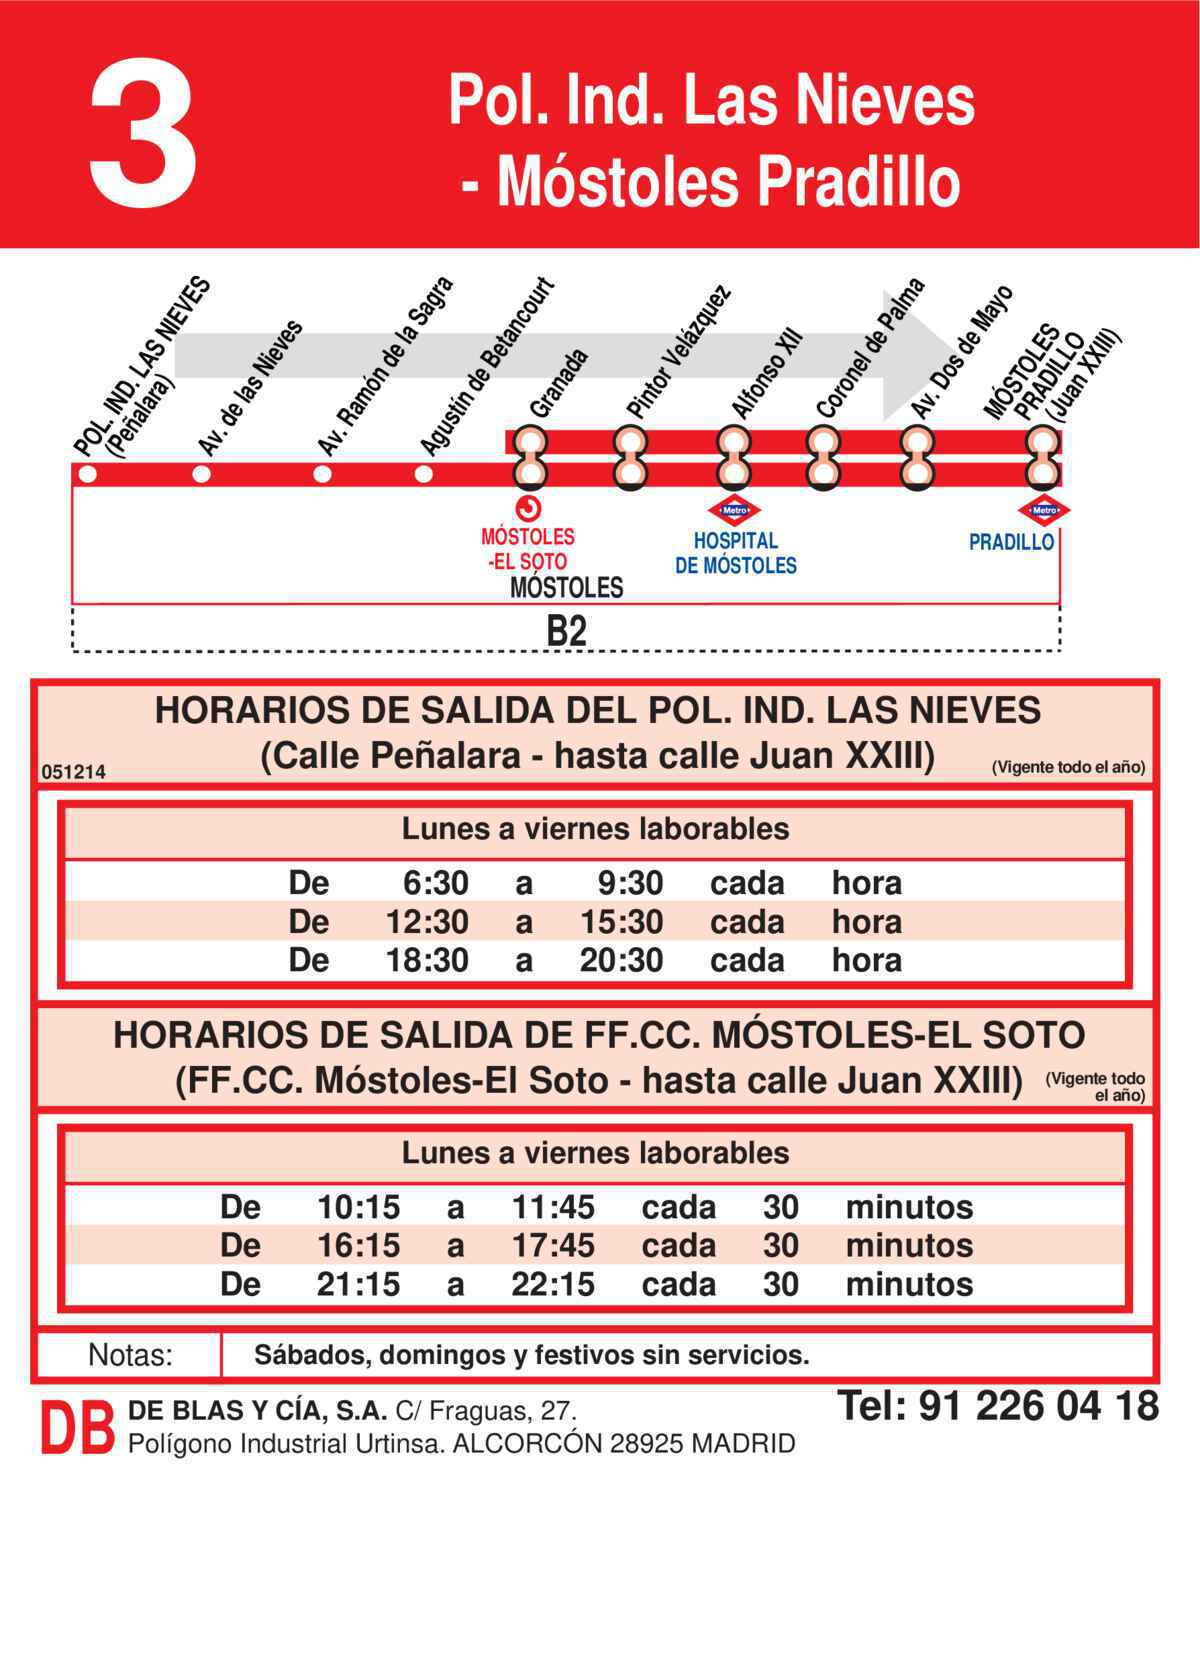 3
Pol. Ind. Las Nieves
- Móstoles Pradillo
POL. IND. LAS NIEVES
(Peñalara)
Av. de las Nieves
Av. Ramón de la Sagra
Agustín de Betancourt
Granada
Pintor Velázquez
Alfonso XII
Coronel de Palma
Av. Dos de Mayo
MÓSTOLES
PRADILLO
(Juan XXIII)
Metro
Metro
MÓSTOLES
-EL SOTO
HOSPITAL
DE MÓSTOLES
PRADILLO
MÓSTOLES
B2
HORARIOS DE SALIDA DEL POL. IND. LAS NIEVES
(Calle Peñalara - hasta calle Juan XXIII)
051214
(Vigente todo el año)
Lunes a viernes laborables
De 6:30 a 9:30 cada hora
De 12:30 a 15:30 cada hora
De 18:30 a 20:30 cada hora
HORARIOS DE SALIDA DE FF.CC. MÓSTOLES-EL SOTO
(FF.CC. Móstoles-El Soto - hasta calle Juan XXIII)
(Vigente todo
el año)
Lunes a viernes laborables
De 10:15 a 11:45 cada 30 minutos
De 16:15 a 17:45 cada 30 minutos
De 21:15 a 22:15 cada 30 minutos
Notas: Sábados, domingos y festivos sin servicios.
DB
DE BLAS Y CÍA, S.A. C/ Fraguas, 27.
Polígono Industrial Urtinsa. ALCORCÓN 28925 MADRID
Tel: 91 226 04 18